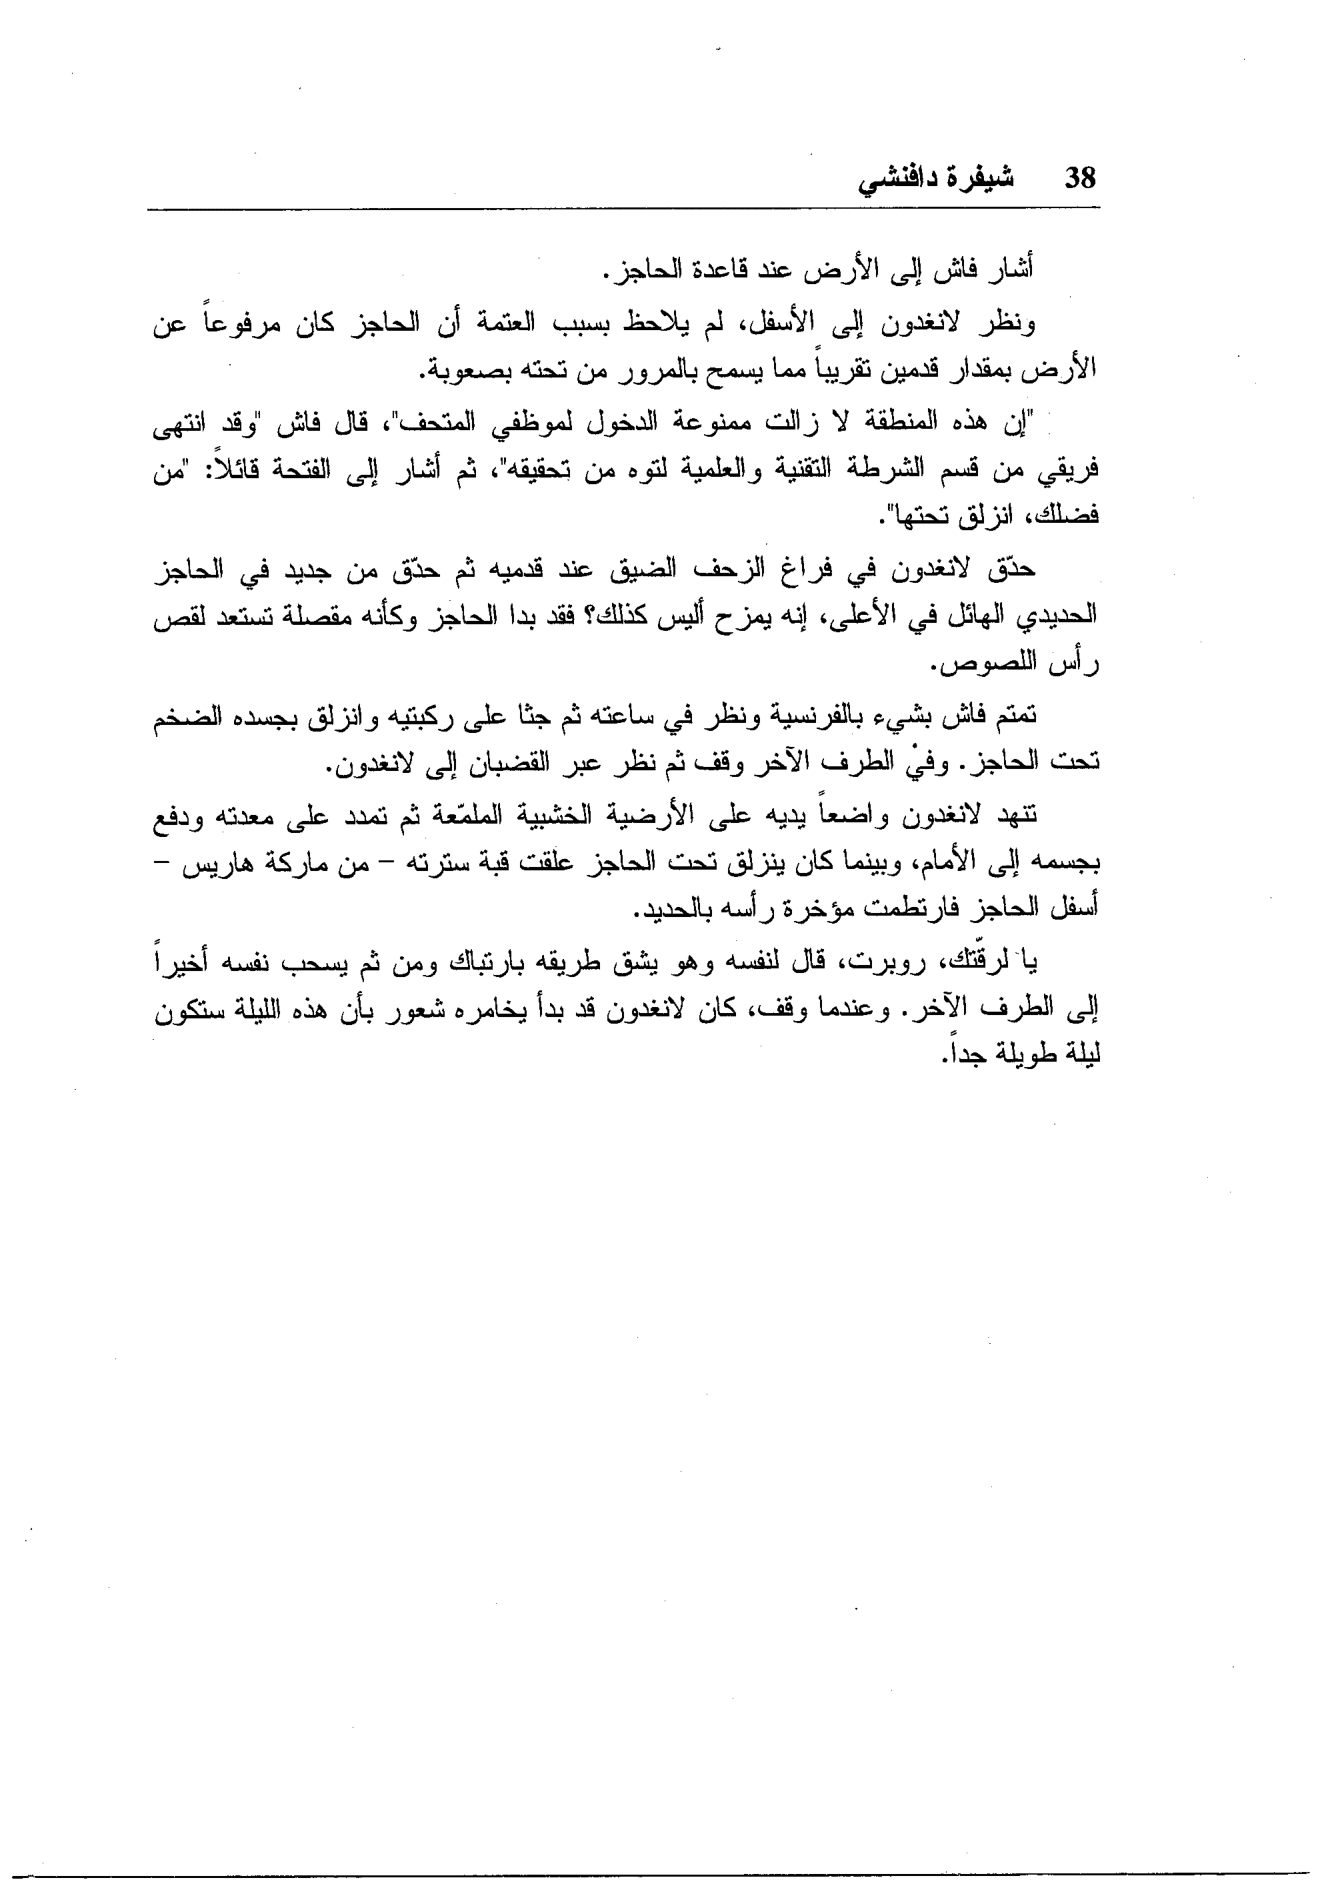 38 شيفرة دافنشي
أشار فاش إلى الأرض عند قاعدة الحاجز.
ونظر لانغدون إلى الأسفل، لم يلاحظ بسبب العتمة أن الحاجز كان مرفوعاً عن
الأرض بمقدار قدمين تقريباً مما يسمح بالمرور من تحته بصعوبة.
"إن هذه المنطقة لا زالت ممنوعة الدخول لموظفي المتحف"، قال فاش "وقد انتهى
فريقي من قسم الشرطة التقنية والعلمية لتوه من تحقيقه"، ثم أشار إلى الفتحة قائلاً: "من
فضلك، انزلق تحتها".
حدّق لانغدون في فراغ الزحف الضيق عند قدميه ثم حدّق من جديد في الحاجز
الحديدي الهائل في الأعلى، إنه يمزح أليس كذلك؟ فقد بدا الحاجز وكأنه مقصلة تستعد لقص
رأس اللصوص.
تمتم فاش بشيء بالفرنسية ونظر في ساعته ثم جثا على ركبتيه وانزلق بجسده الضخم
تحت الحاجز. وفي الطرف الآخر وقف ثم نظر عبر القضبان إلى لانغدون.
تنهد لانغدون واضعاً يديه على الأرضية الخشبية الملمّعة ثم تمدد على معدته ودفع
بجسمه إلى الأمام، وبينما كان ينزلق تحت الحاجز علقت قبة سترته – من ماركة هاريس –
أسفل الحاجز فارتطمت مؤخرة رأسه بالحديد.
يا لرقّتك، روبرت، قال لنفسه وهو يشق طريقه بارتباك ومن ثم يسحب نفسه أخيراً
إلى الطرف الآخر. وعندما وقف، كان لانغدون قد بدأ يخامره شعور بأن هذه الليلة ستكون
ليلة طويلة جداً.